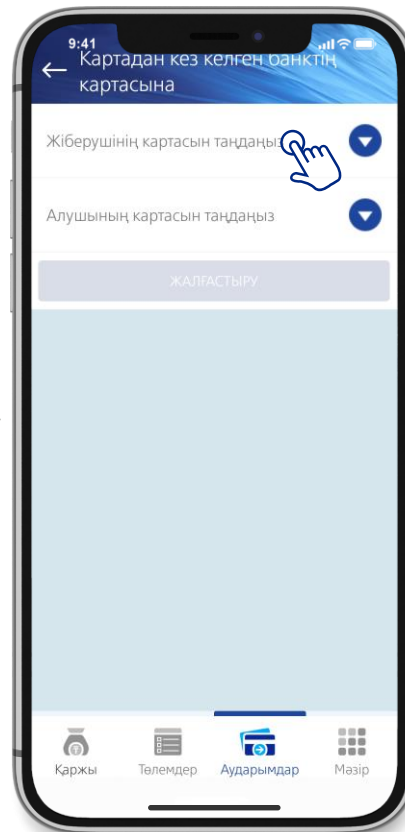 9:41
Картадан кез келген банктің
картасына
Жіберушінің картасын таңдаңыз
Алушының картасын таңдаңыз
ЖАЛҒАСТЫРУ
Қаржы
Төлемдер
Аударымдар
Мәзір